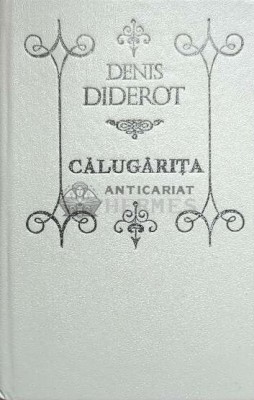 DENIS
DIDEROT
CĂLUGĂRIȚA
ANTICARIAT
HERMES